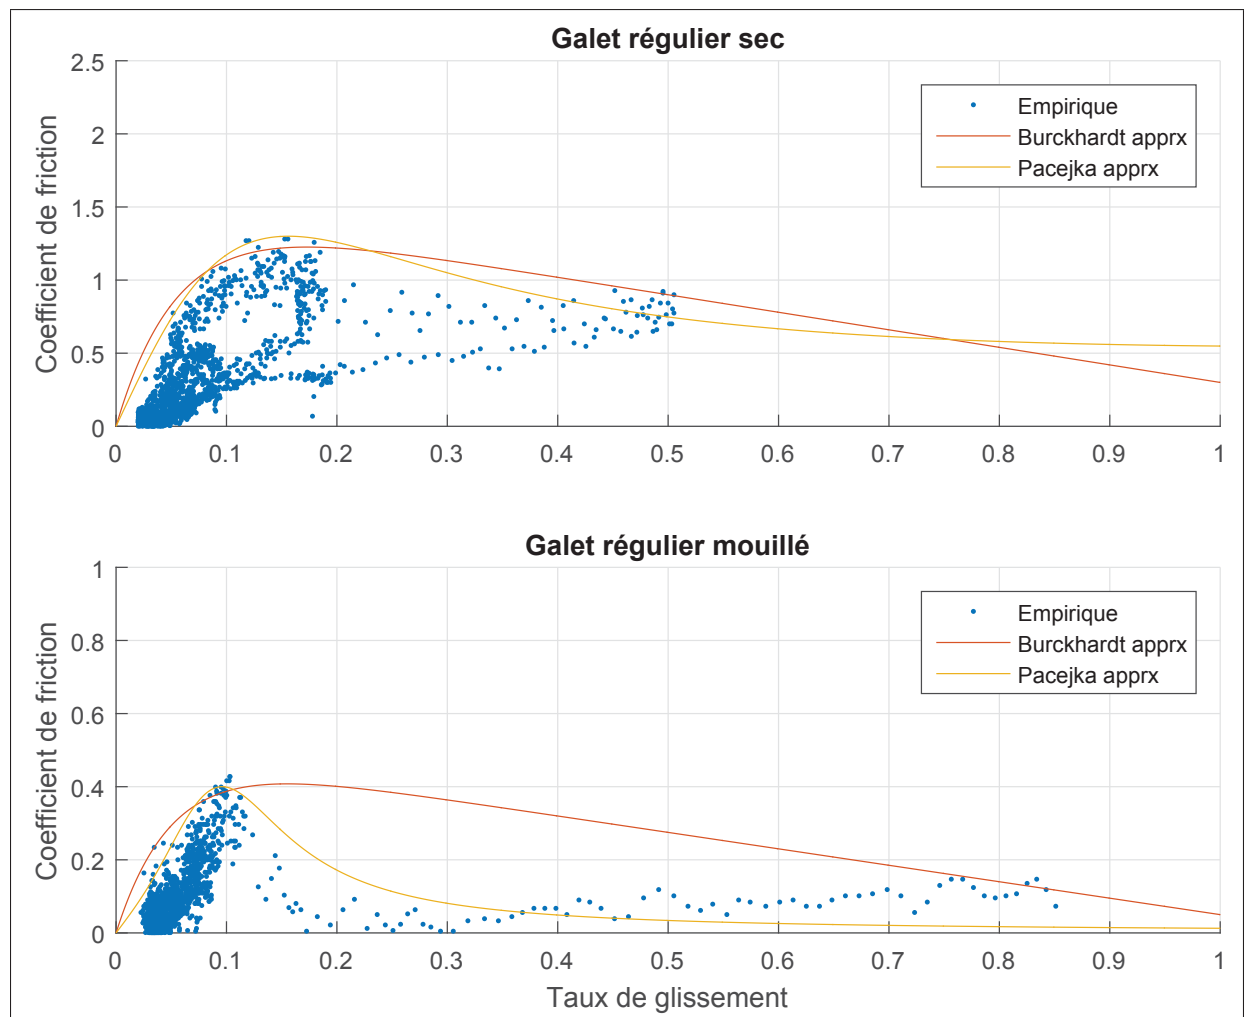 Galet régulier sec
2.5
2
1.5
1
0.5
0
Coefficient de friction
Empirique
Burckhardt apprx
Pacejka apprx
0 0.1 0.2 0.3 0.4 0.5 0.6 0.7 0.8 0.9 1
Galet régulier mouillé
1
0.8
0.6
0.4
0.2
0
Coefficient de friction
Empirique
Burckhardt apprx
Pacejka apprx
0 0.1 0.2 0.3 0.4 0.5 0.6 0.7 0.8 0.9 1
Taux de glissement